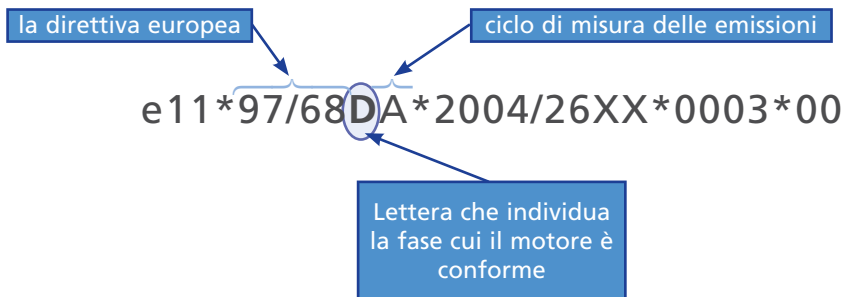 la direttiva europea
ciclo di misura delle emissioni
e11*97/68DA*2004/26XX*0003*00
Lettera che individua
la fase cui il motore è
conforme